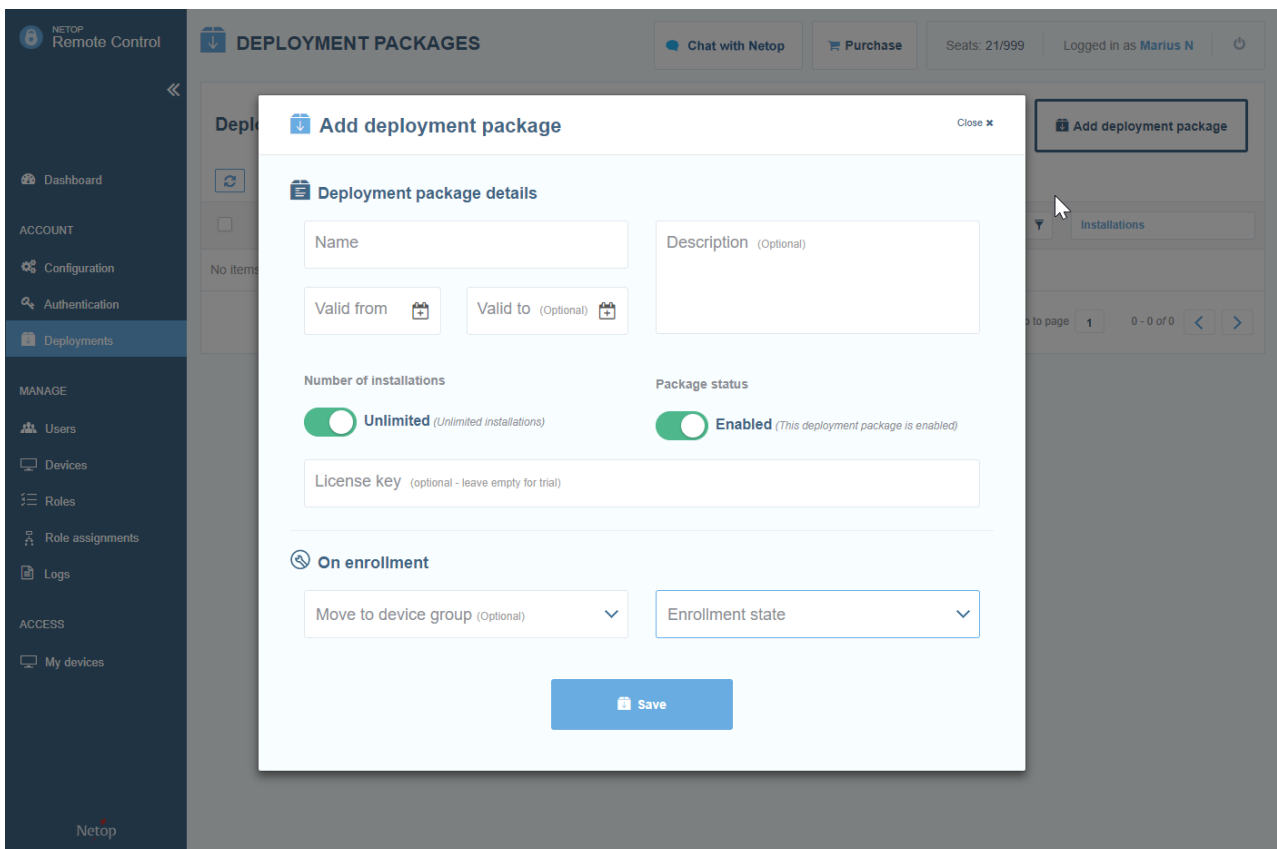 NETOP
Remote Control
DEPLOYMENT PACKAGES
Chat with Netop
Purchase
Seats: 21/999
Logged in as Marius N
Add deployment package
Close ×
Add deployment package
Dashboard
Deployment package details
ACCOUNT
Name
Description (Optional)
Installations
Configuration
No items
Authentication
Valid from
Valid to (Optional)
to page 1
0 - 0 of 0
Deployments
Number of installations
Package status
MANAGE
Unlimited (Unlimited installations)
Enabled (This deployment package is enabled)
Users
Devices
License key (optional - leave empty for trial)
Roles
Role assignments
On enrollment
Logs
Move to device group (Optional)
Enrollment state
ACCESS
My devices
Save
Netop